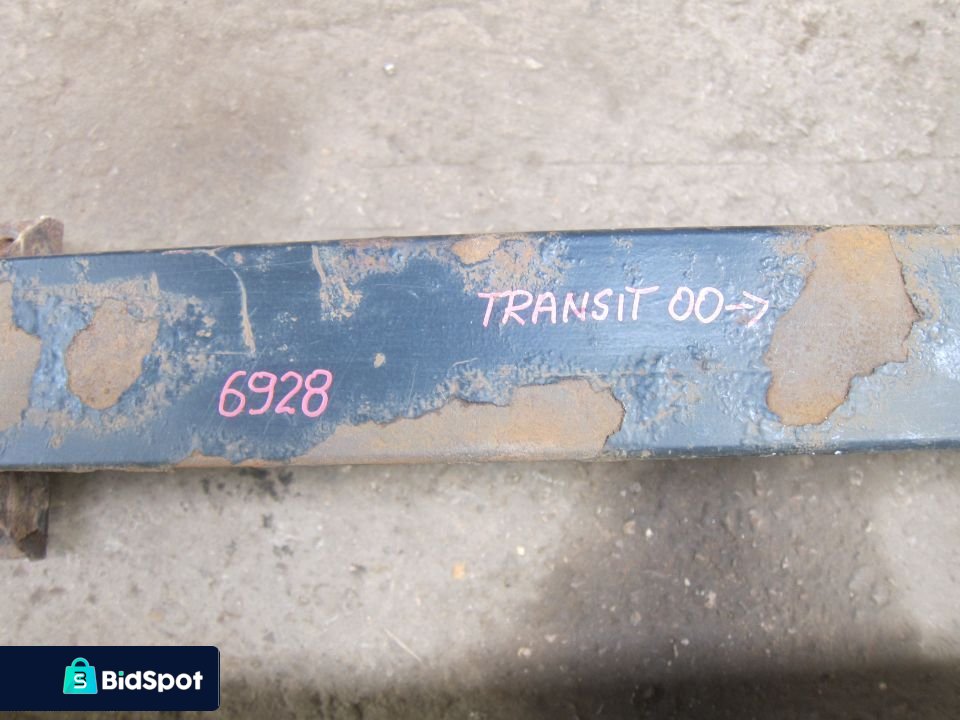 TRANSIT 00->
6928
BidSpot